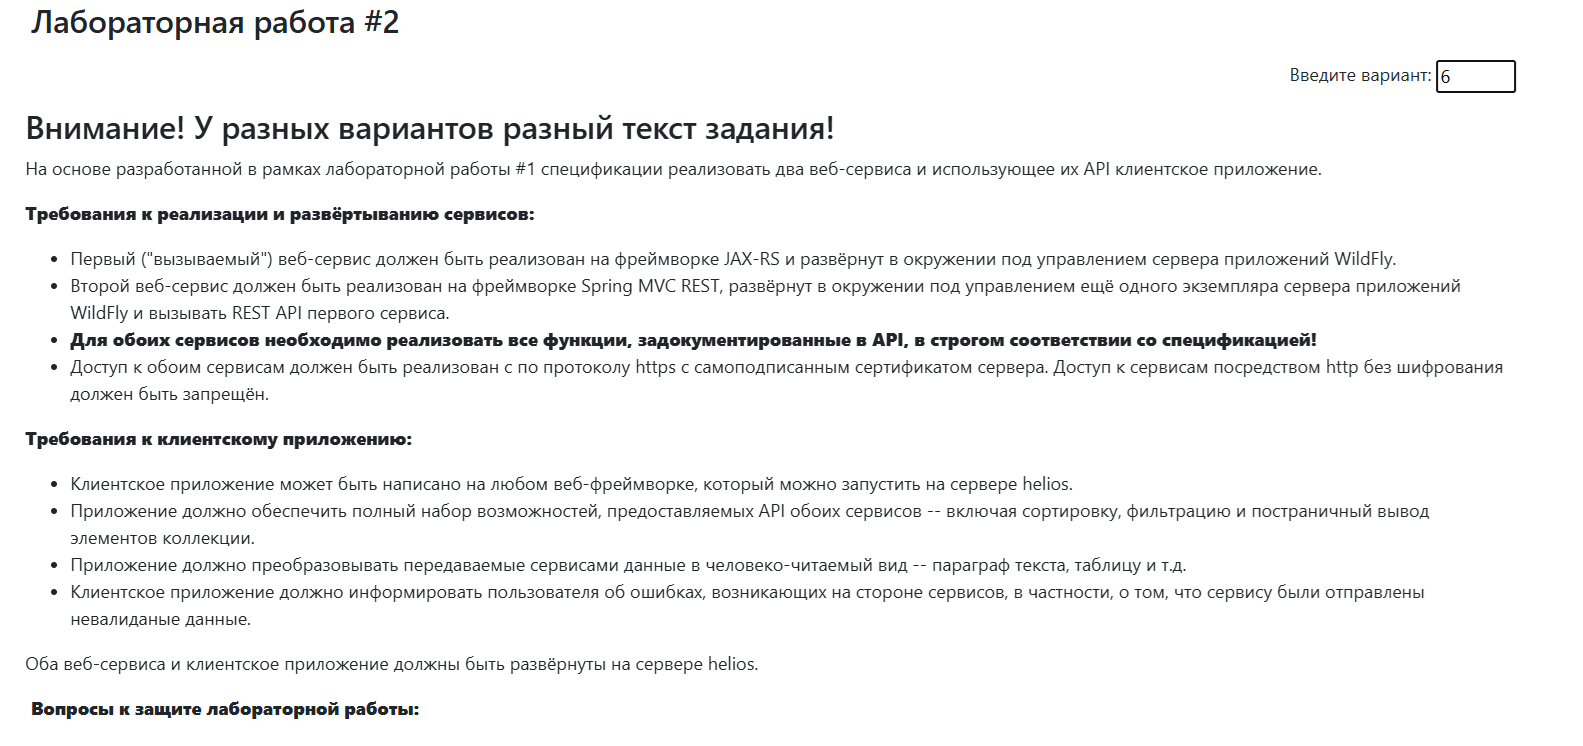 Лабораторная работа #2
Введите вариант: 6
Внимание! У разных вариантов разный текст задания!
На основе разработанной в рамках лабораторной работы #1 спецификации реализовать два веб-сервиса и использующее их API клиентское приложение.
Требования к реализации и развёртыванию сервисов:
• Первый ("вызываемый") веб-сервис должен быть реализован на фреймворке JAX-RS и развёрнут в окружении под управлением сервера приложений WildFly.
• Второй веб-сервис должен быть реализован на фреймворке Spring MVC REST, развёрнут в окружении под управлением ещё одного экземпляра сервера приложений
WildFly и вызывать REST API первого сервиса.
• Для обоих сервисов необходимо реализовать все функции, задокументированные в API, в строгом соответствии со спецификацией!
• Доступ к обоим сервисам должен быть реализован с по протоколу https с самоподписанным сертификатом сервера. Доступ к сервисам посредством http без шифрования
должен быть запрещён.
Требования к клиентскому приложению:
• Клиентское приложение может быть написано на любом веб-фреймворке, который можно запустить на сервере helios.
• Приложение должно обеспечить полный набор возможностей, предоставляемых API обоих сервисов -- включая сортировку, фильтрацию и постраничный вывод
элементов коллекции.
• Приложение должно преобразовывать передаваемые сервисами данные в человеко-читаемый вид -- параграф текста, таблицу и т.д.
• Клиентское приложение должно информировать пользователя об ошибках, возникающих на стороне сервисов, в частности, о том, что сервису были отправлены
невалиданые данные.
Оба веб-сервиса и клиентское приложение должны быть развёрнуты на сервере helios.
Вопросы к защите лабораторной работы: